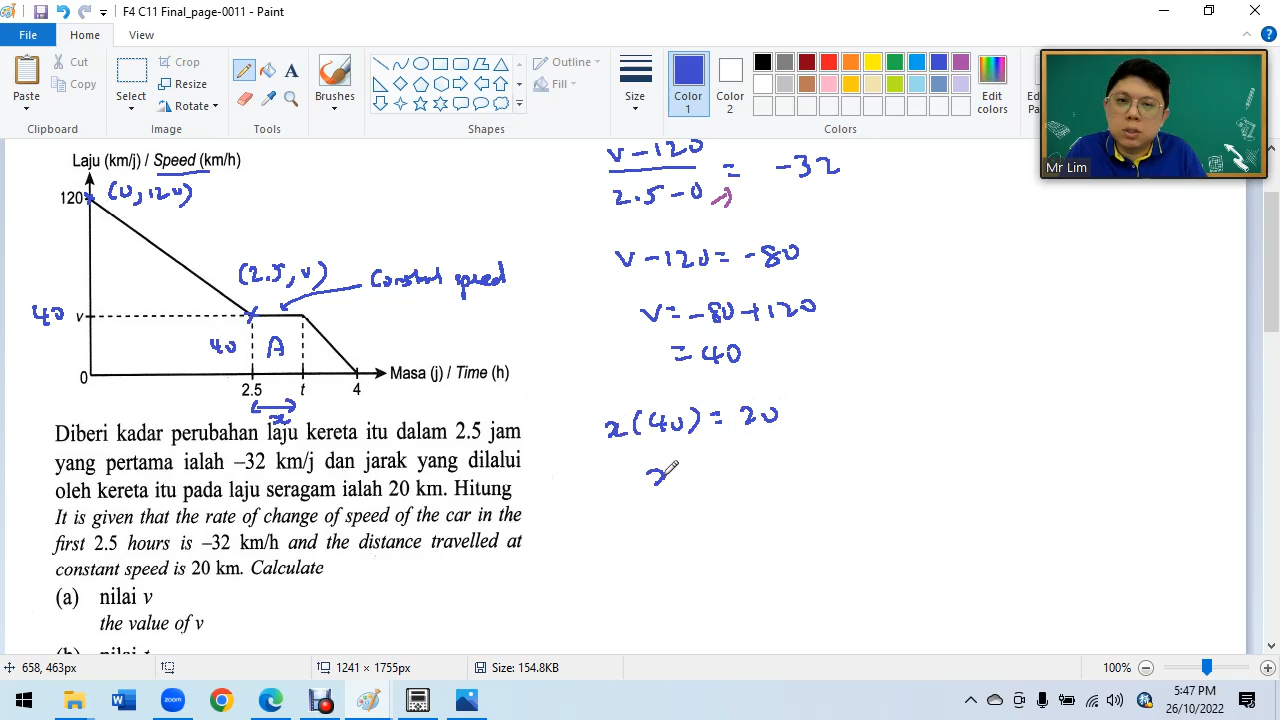 F4 C11 Final_page-0011 - Paint
File Home View
Paste Cut Copy Clipboard
Select Crop Resize Rotate Image
Tools
Brushes
Outline Fill Shapes
Size
Color 1 Color 2 Colors
Edit colors
Mr Lim
Laju (km/j) / Speed (km/h)
120 (0, 120)
(2.5, v) Constant speed
40 v
40 A
0 2.5 t 4 Masa (j) / Time (h)
x
Diberi kadar perubahan laju kereta itu dalam 2.5 jam
yang pertama ialah –32 km/j dan jarak yang dilalui
oleh kereta itu pada laju seragam ialah 20 km. Hitung
It is given that the rate of change of speed of the car in the
first 2.5 hours is –32 km/h and the distance travelled at
constant speed is 20 km. Calculate
(a) nilai v
the value of v
v - 120
2.5 - 0
= -32
v - 120 = -80
v = -80 + 120
= 40
x(40) = 20
x
658, 463px 1241 × 1755px Size: 154.8KB 100%
zoom
5:47 PM
26/10/2022